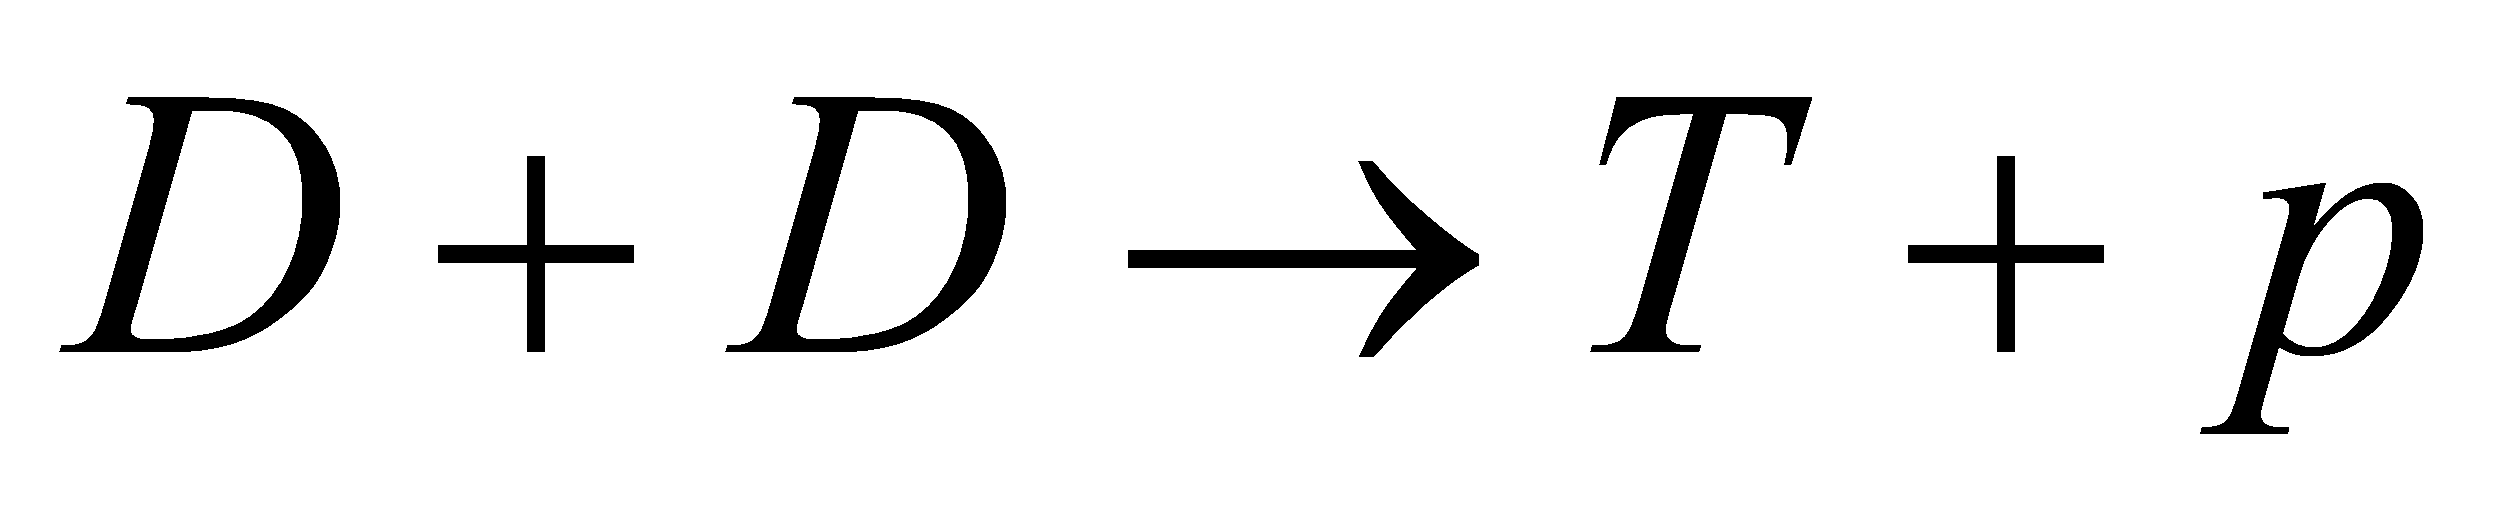 D + D → T + p